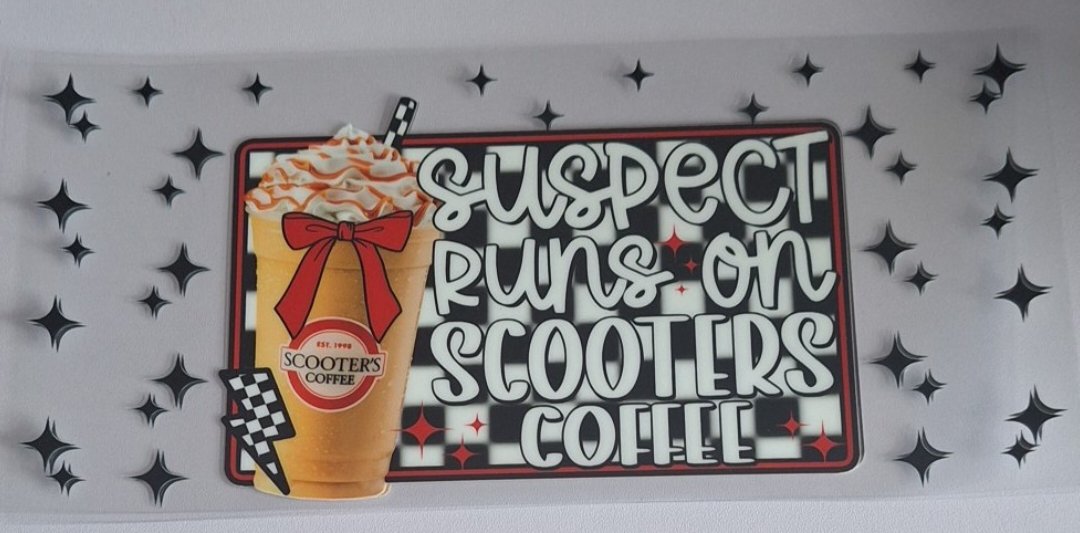 SUSPECT
RUNS ON
SCOOTERS
COFFEE
EST. 1998
SCOOTER'S
COFFEE